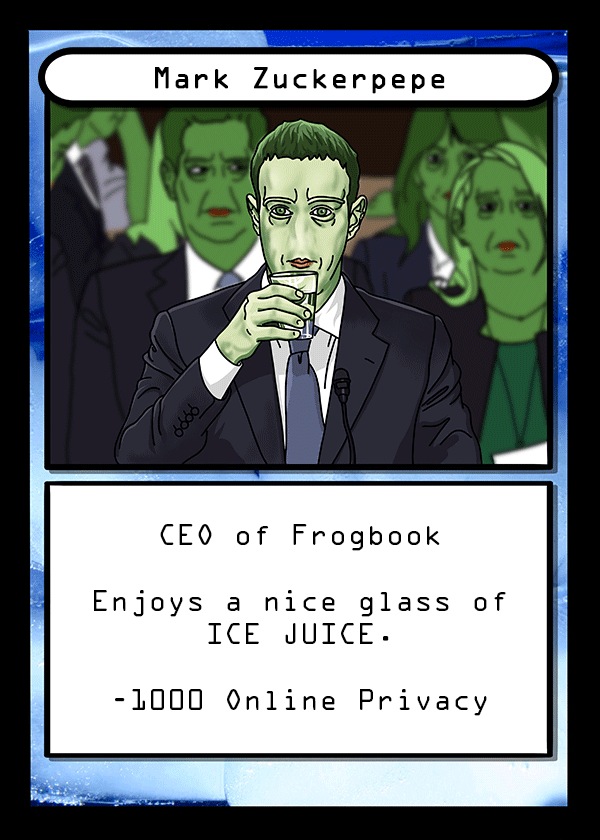 Mark Zuckerpepe
CEO of Frogbook
Enjoys a nice glass of
ICE JUICE.
-1000 Online Privacy